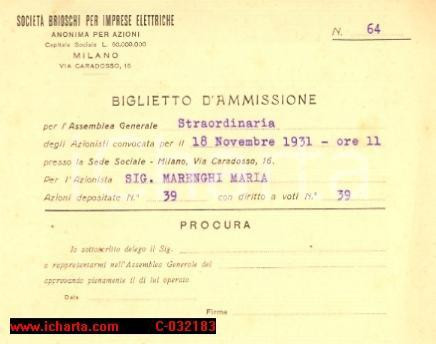 SOCIETÀ BRIOSCHI PER IMPRESE ELETTRICHE
ANONIMA PER AZIONI
Capitale Sociale L. 50.000.000
MILANO
VIA CARADOSSO, 16
N. 64
BIGLIETTO D'AMMISSIONE
per l'Assemblea Generale Straordinaria
degli Azionisti convocata per il 18 Novembre 1931 - ore 11
presso la Sede Sociale - Milano, Via Caradosso, 16.
Per l'Azionista SIG. MARENGHI MARIA
Azioni depositate N.° 39 con diritto a voti N.° 39
PROCURA
Io sottoscritto delego il Sig.
a rappresentarmi nell'Assemblea Generale del
approvando pienamente il di lui operato
Data
Firma
www.icharta.com C-032183